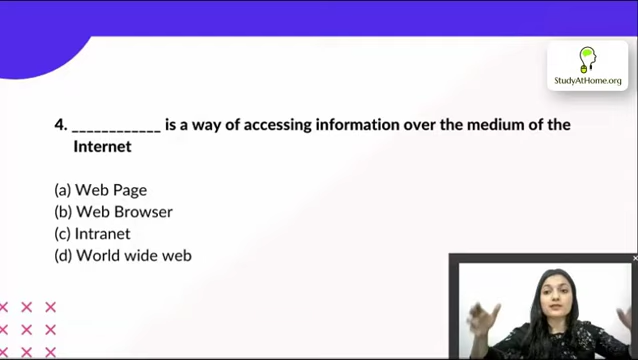 StudyAtHome.org
4. ____________ is a way of accessing information over the medium of the
Internet
(a) Web Page
(b) Web Browser
(c) Intranet
(d) World wide web